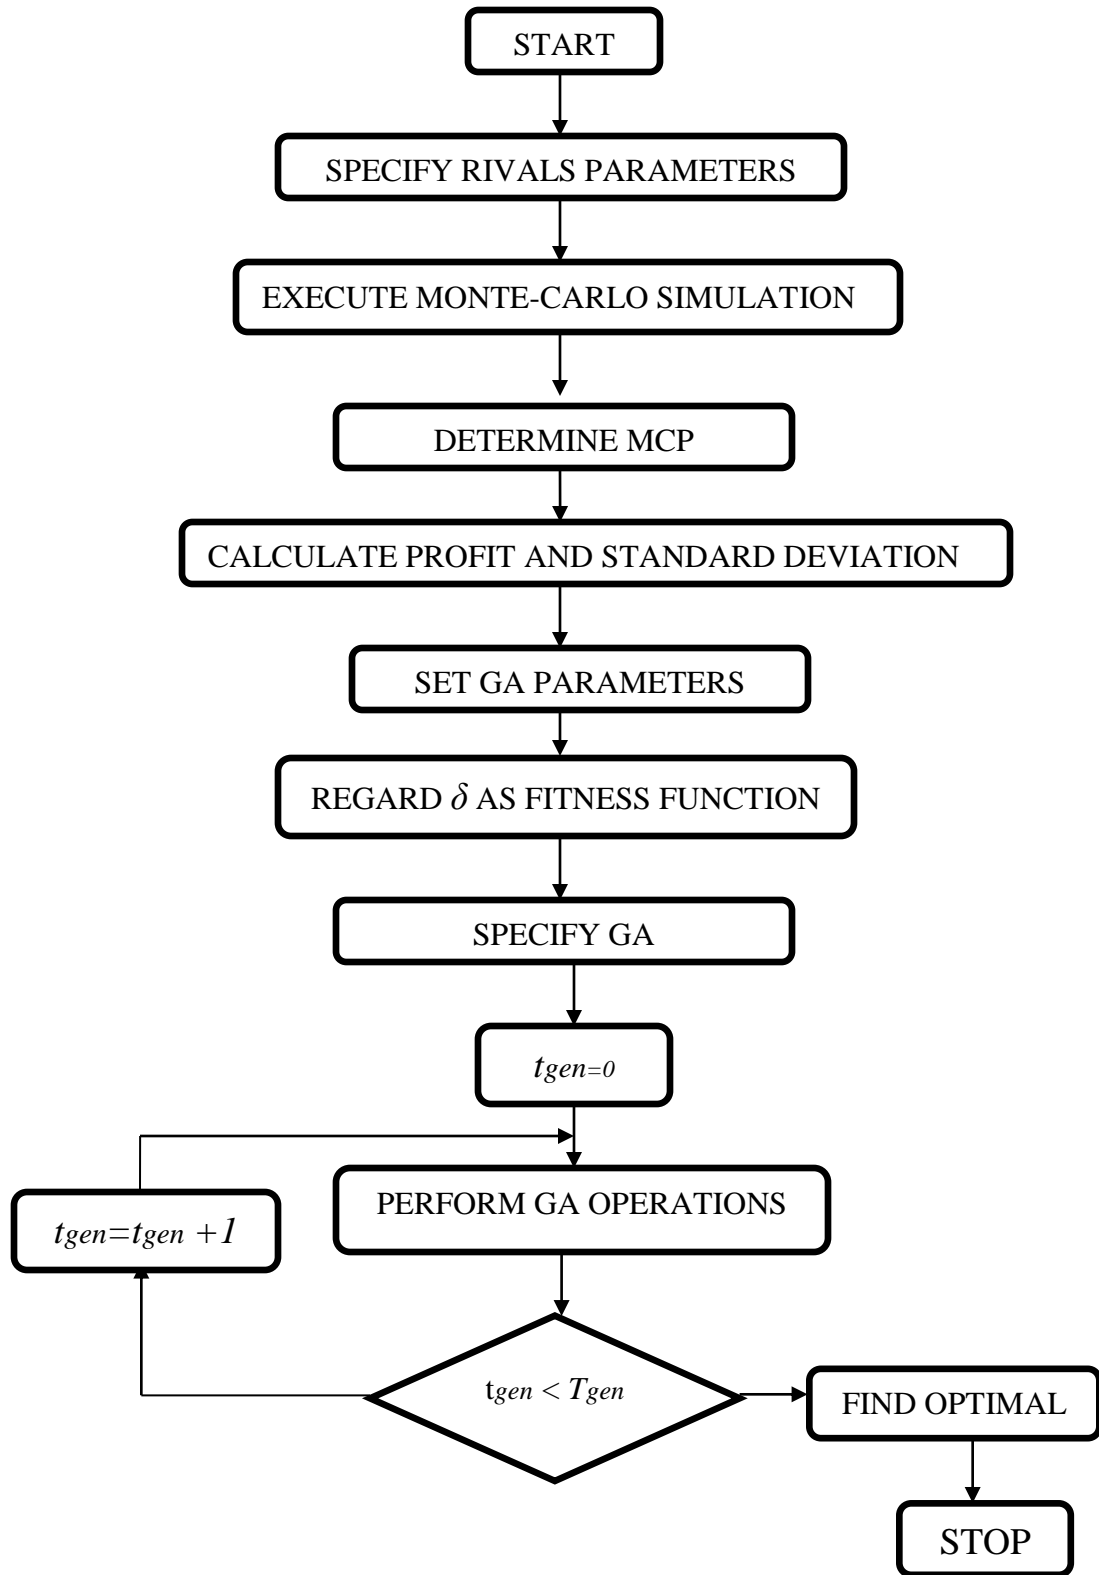 START
SPECIFY RIVALS PARAMETERS
EXECUTE MONTE-CARLO SIMULATION
DETERMINE MCP
CALCULATE PROFIT AND STANDARD DEVIATION
SET GA PARAMETERS
REGARD δ AS FITNESS FUNCTION
SPECIFY GA
tgen=0
PERFORM GA OPERATIONS
tgen=tgen +1
tgen < Tgen
FIND OPTIMAL
STOP